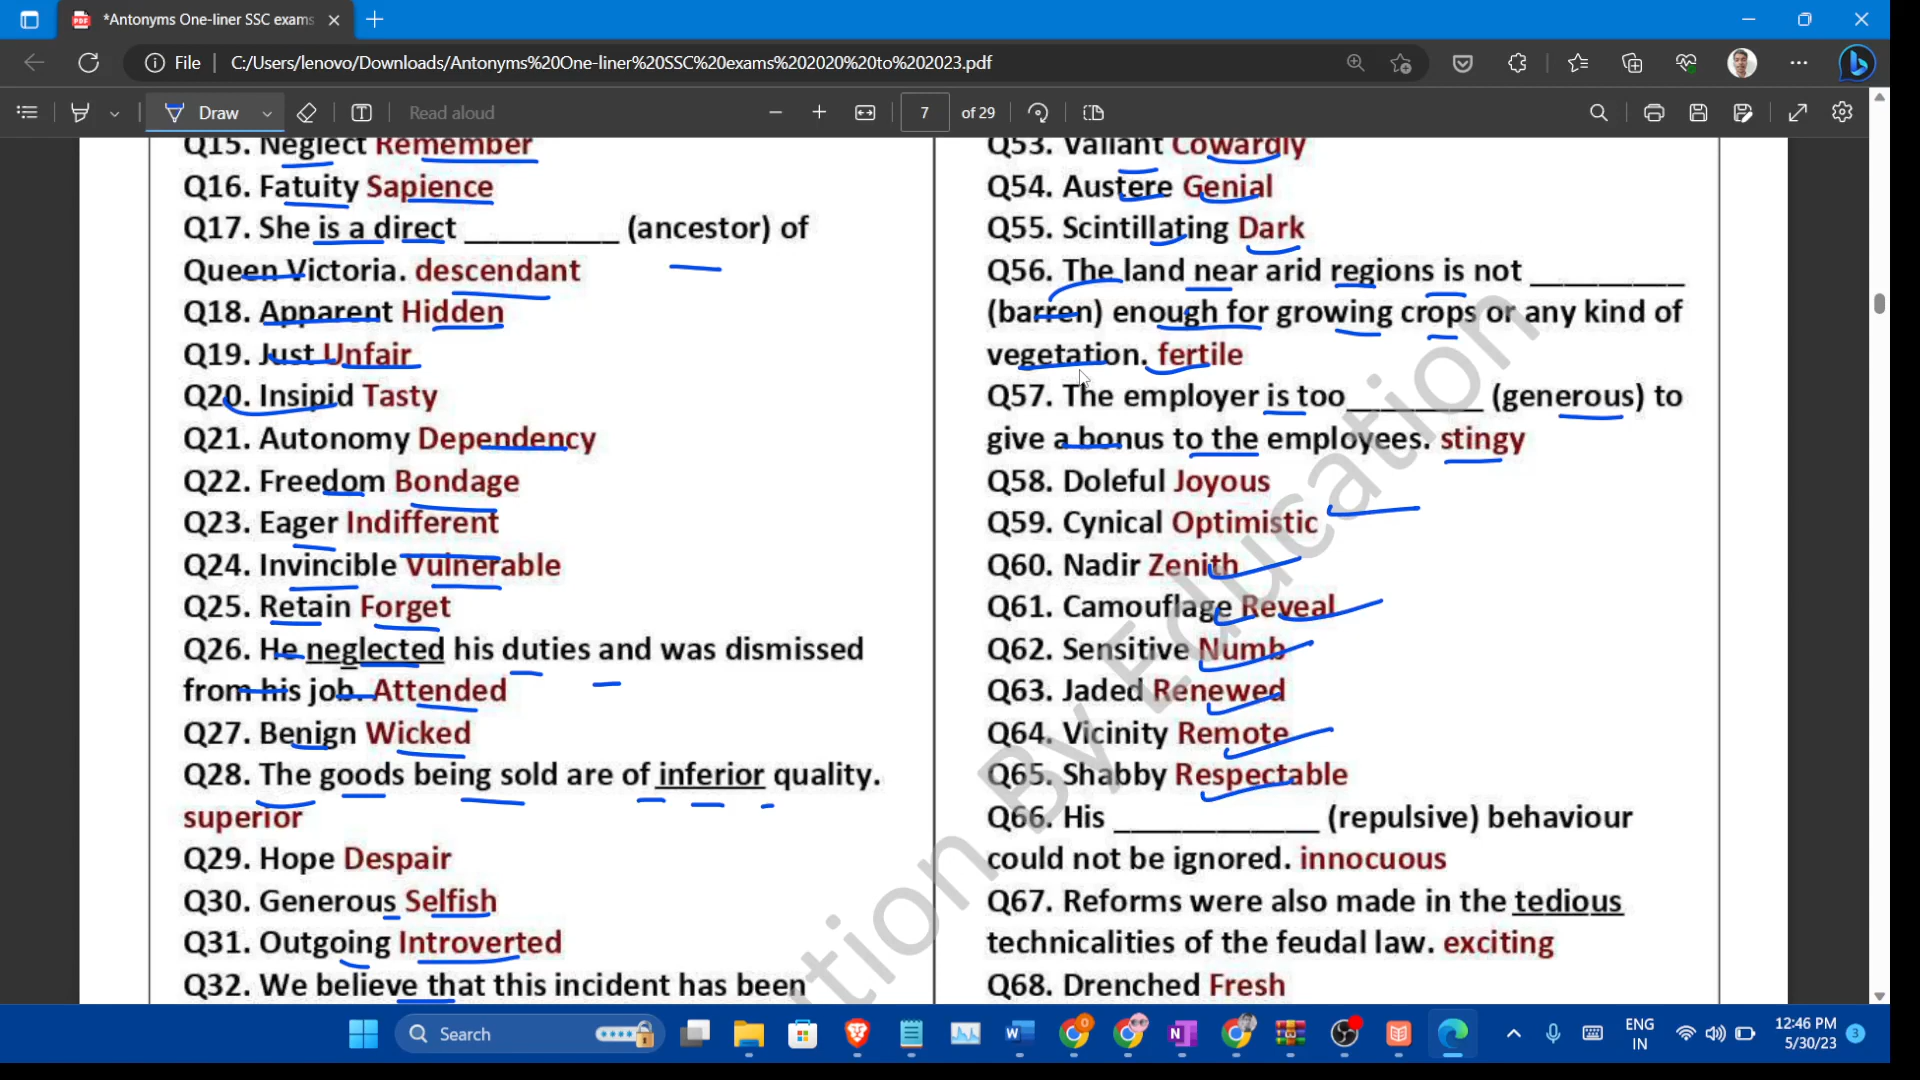 *Antonyms One-liner SSC exams
File
C:/Users/lenovo/Downloads/Antonyms%20One-liner%20SSC%20exams%202020%20to%202023.pdf
Draw
Read aloud
7
of 29
Q15. Neglect Remember
Q16. Fatuity Sapience
Q17. She is a direct __________ (ancestor) of
Queen Victoria. descendant
Q18. Apparent Hidden
Q19. Just Unfair
Q20. Insipid Tasty
Q21. Autonomy Dependency
Q22. Freedom Bondage
Q23. Eager Indifferent
Q24. Invincible Vulnerable
Q25. Retain Forget
Q26. He neglected his duties and was dismissed
from his job. Attended
Q27. Benign Wicked
Q28. The goods being sold are of inferior quality.
superior
Q29. Hope Despair
Q30. Generous Selfish
Q31. Outgoing Introverted
Q32. We believe that this incident has been
Q53. Valiant Cowardly
Q54. Austere Genial
Q55. Scintillating Dark
Q56. The land near arid regions is not __________
(barren) enough for growing crops or any kind of
vegetation. fertile
Q57. The employer is too_________ (generous) to
give a bonus to the employees. stingy
Q58. Doleful Joyous
Q59. Cynical Optimistic
Q60. Nadir Zenith
Q61. Camouflage Reveal
Q62. Sensitive Numb
Q63. Jaded Renewed
Q64. Vicinity Remote
Q65. Shabby Respectable
Q66. His _____________ (repulsive) behaviour
could not be ignored. innocuous
Q67. Reforms were also made in the tedious
technicalities of the feudal law. exciting
Q68. Drenched Fresh
tion By Education
Search
ENG
IN
12:46 PM
5/30/23
3